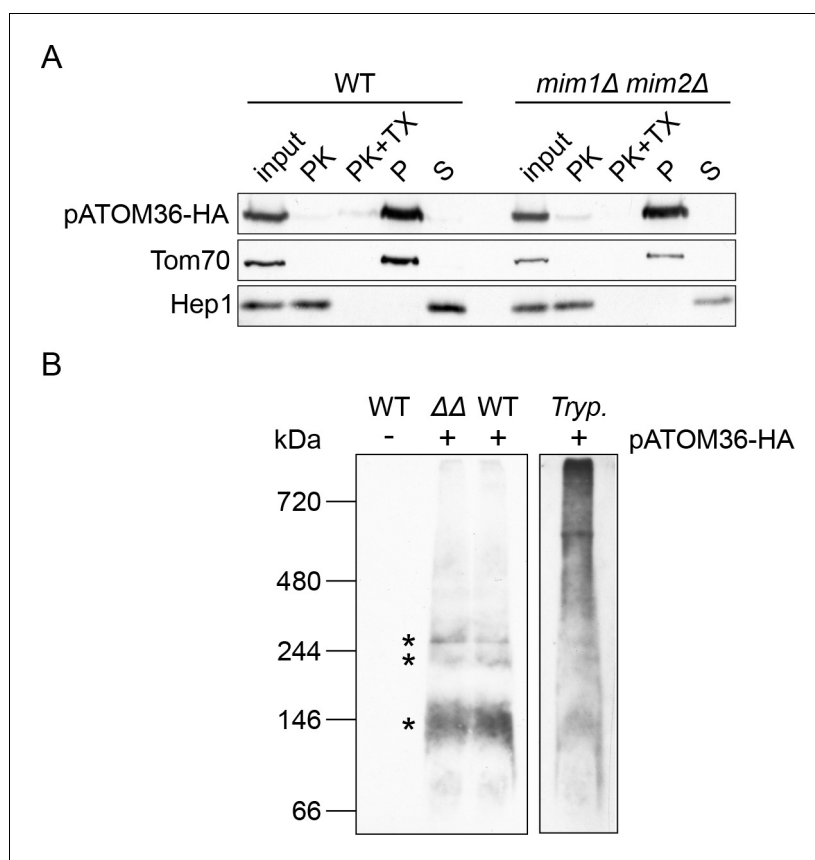 A
WT mim1Δ mim2Δ
input PK PK+TX P S input PK PK+TX P S
pATOM36-HA
Tom70
Hep1
B
WT ΔΔ WT Tryp.
kDa - + + + pATOM36-HA
720
480
*
244
*
146
*
66